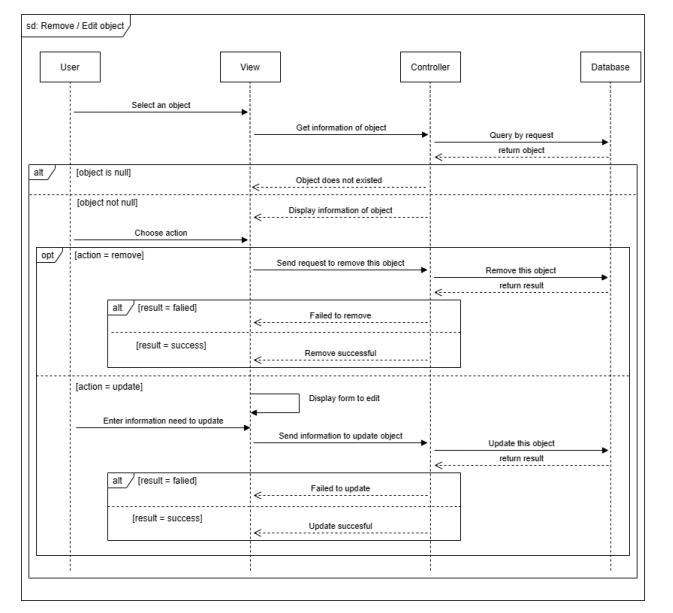 sd: Remove / Edit object
User
View
Controller
Database
Select an object
Get information of object
Query by request
return object
alt
[object is null]
Object does not existed
[object not null]
Display information of object
Choose action
opt
[action = remove]
Send request to remove this object
Remove this object
return result
alt
[result = falied]
Failed to remove
[result = success]
Remove successful
[action = update]
Display form to edit
Enter information need to update
Send information to update object
Update this object
return result
alt
[result = falied]
Failed to update
[result = success]
Update succesful